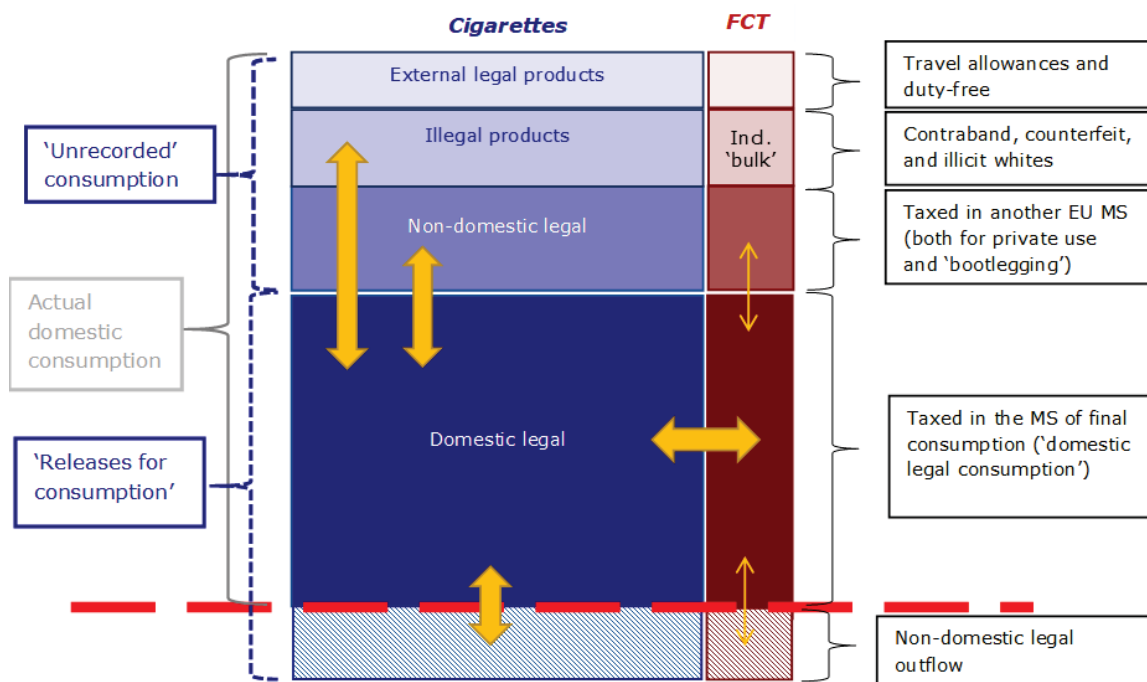 Cigarettes
FCT
External legal products
Travel allowances and
duty-free
Illegal products
Ind.
'bulk'
Contraband, counterfeit,
and illicit whites
‘Unrecorded’
consumption
Non-domestic legal
Taxed in another EU MS
(both for private use
and ‘bootlegging’)
Actual
domestic
consumption
Domestic legal
Taxed in the MS of final
consumption (‘domestic
legal consumption’)
‘Releases for
consumption’
Non-domestic legal
outflow